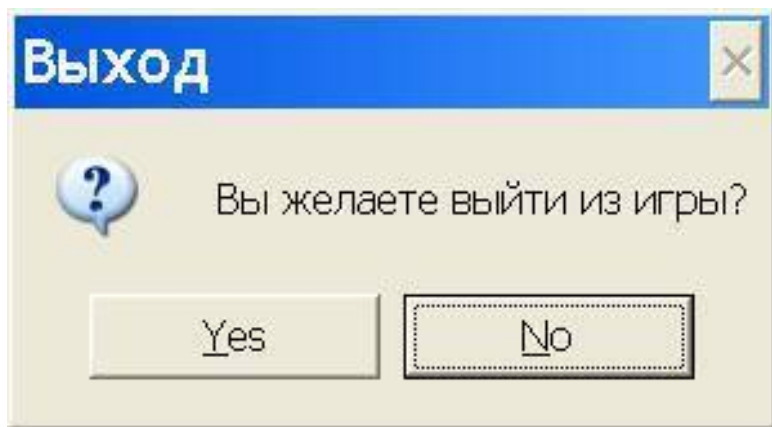 Выход
Вы желаете выйти из игры?
Yes
No